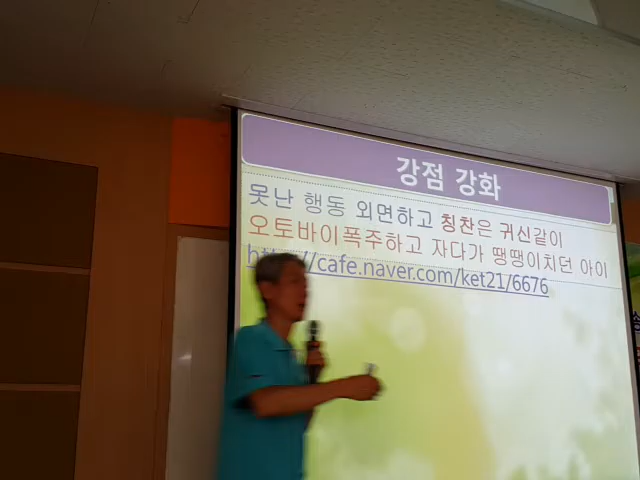 강점 강화
못난 행동 외면하고 칭찬은 귀신같이
오토바이폭주하고 자다가 땡땡이치던 아이
http://cafe.naver.com/ket21/6676